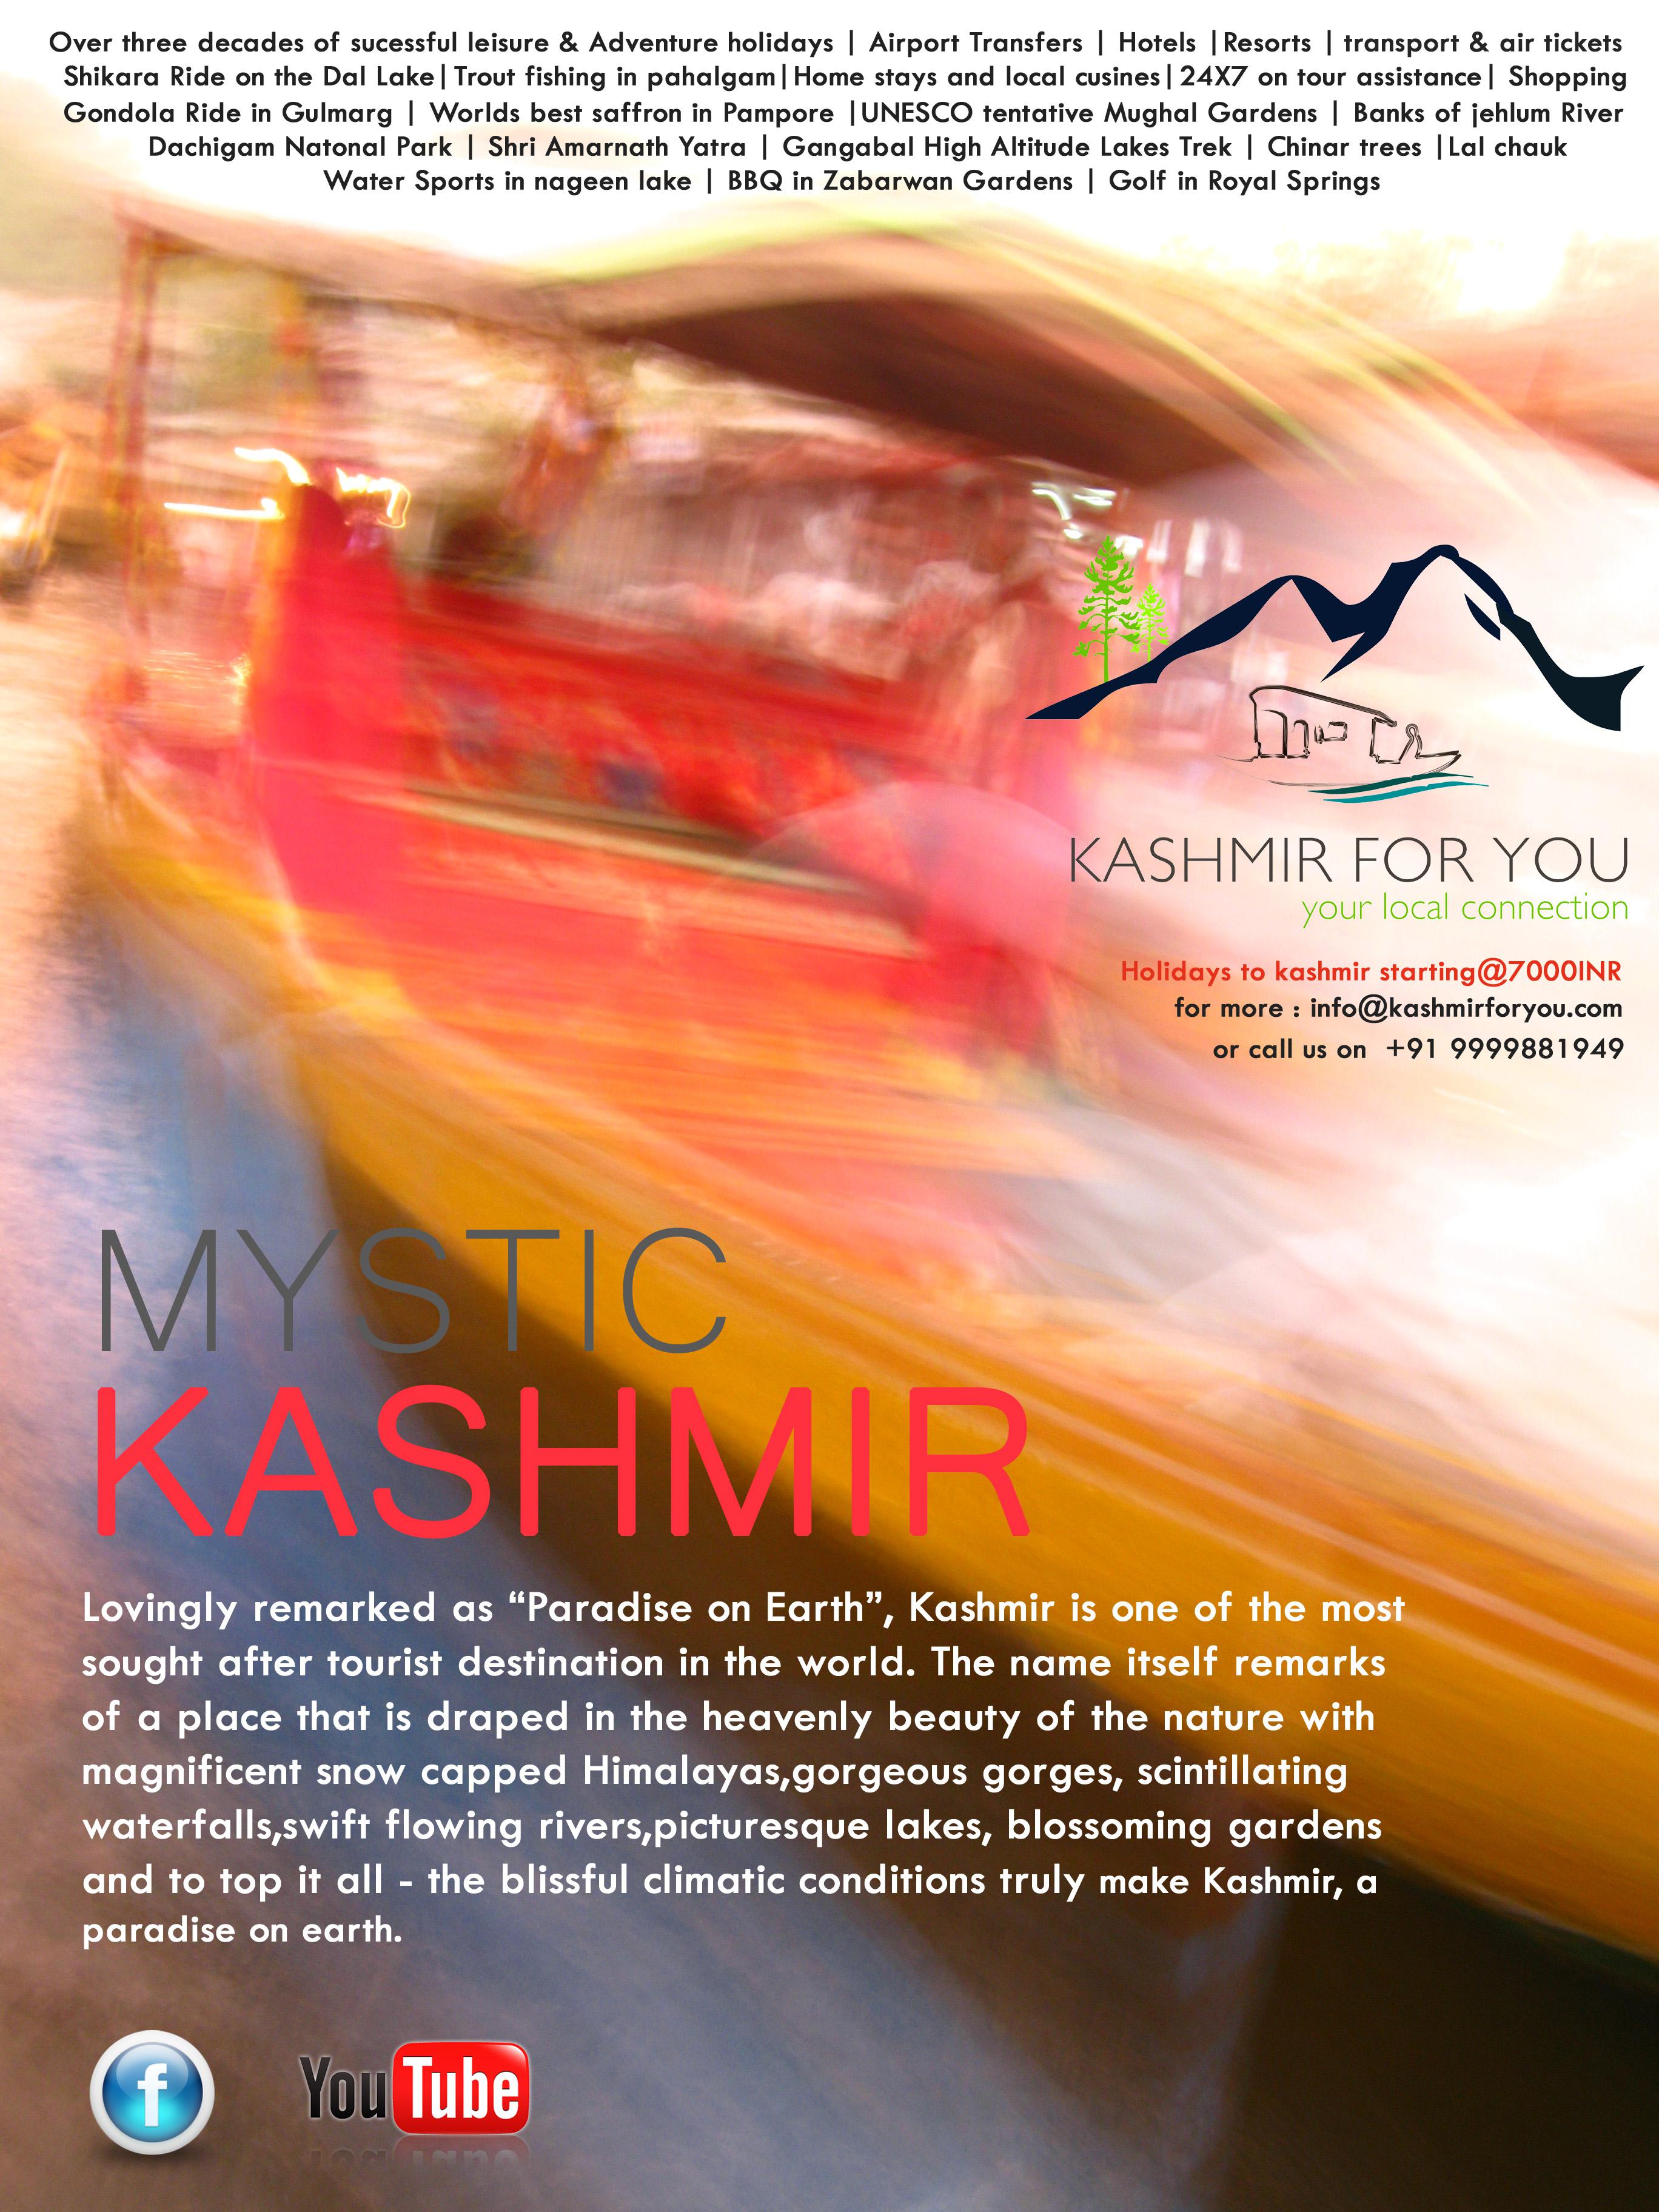 Over three decades of sucessful leisure & Adventure holidays | Airport Transfers | Hotels |Resorts | transport & air tickets
Shikara Ride on the Dal Lake|Trout fishing in pahalgam|Home stays and local cusines|24X7 on tour assistance| Shopping
Gondola Ride in Gulmarg | Worlds best saffron in Pampore |UNESCO tentative Mughal Gardens | Banks of jehlum River
Dachigam Natonal Park | Shri Amarnath Yatra | Gangabal High Altitude Lakes Trek | Chinar trees |Lal chauk
Water Sports in nageen lake | BBQ in Zabarwan Gardens | Golf in Royal Springs
KASHMIR FOR YOU
your local connection
Holidays to kashmir starting@7000INR
for more : info@kashmirforyou.com
or call us on +91 9999881949
MYSTIC
KASHMIR
Lovingly remarked as “Paradise on Earth”, Kashmir is one of the most
sought after tourist destination in the world. The name itself remarks
of a place that is draped in the heavenly beauty of the nature with
magnificent snow capped Himalayas,gorgeous gorges, scintillating
waterfalls,swift flowing rivers,picturesque lakes, blossoming gardens
and to top it all - the blissful climatic conditions truly make Kashmir, a
paradise on earth.
f
YouTube